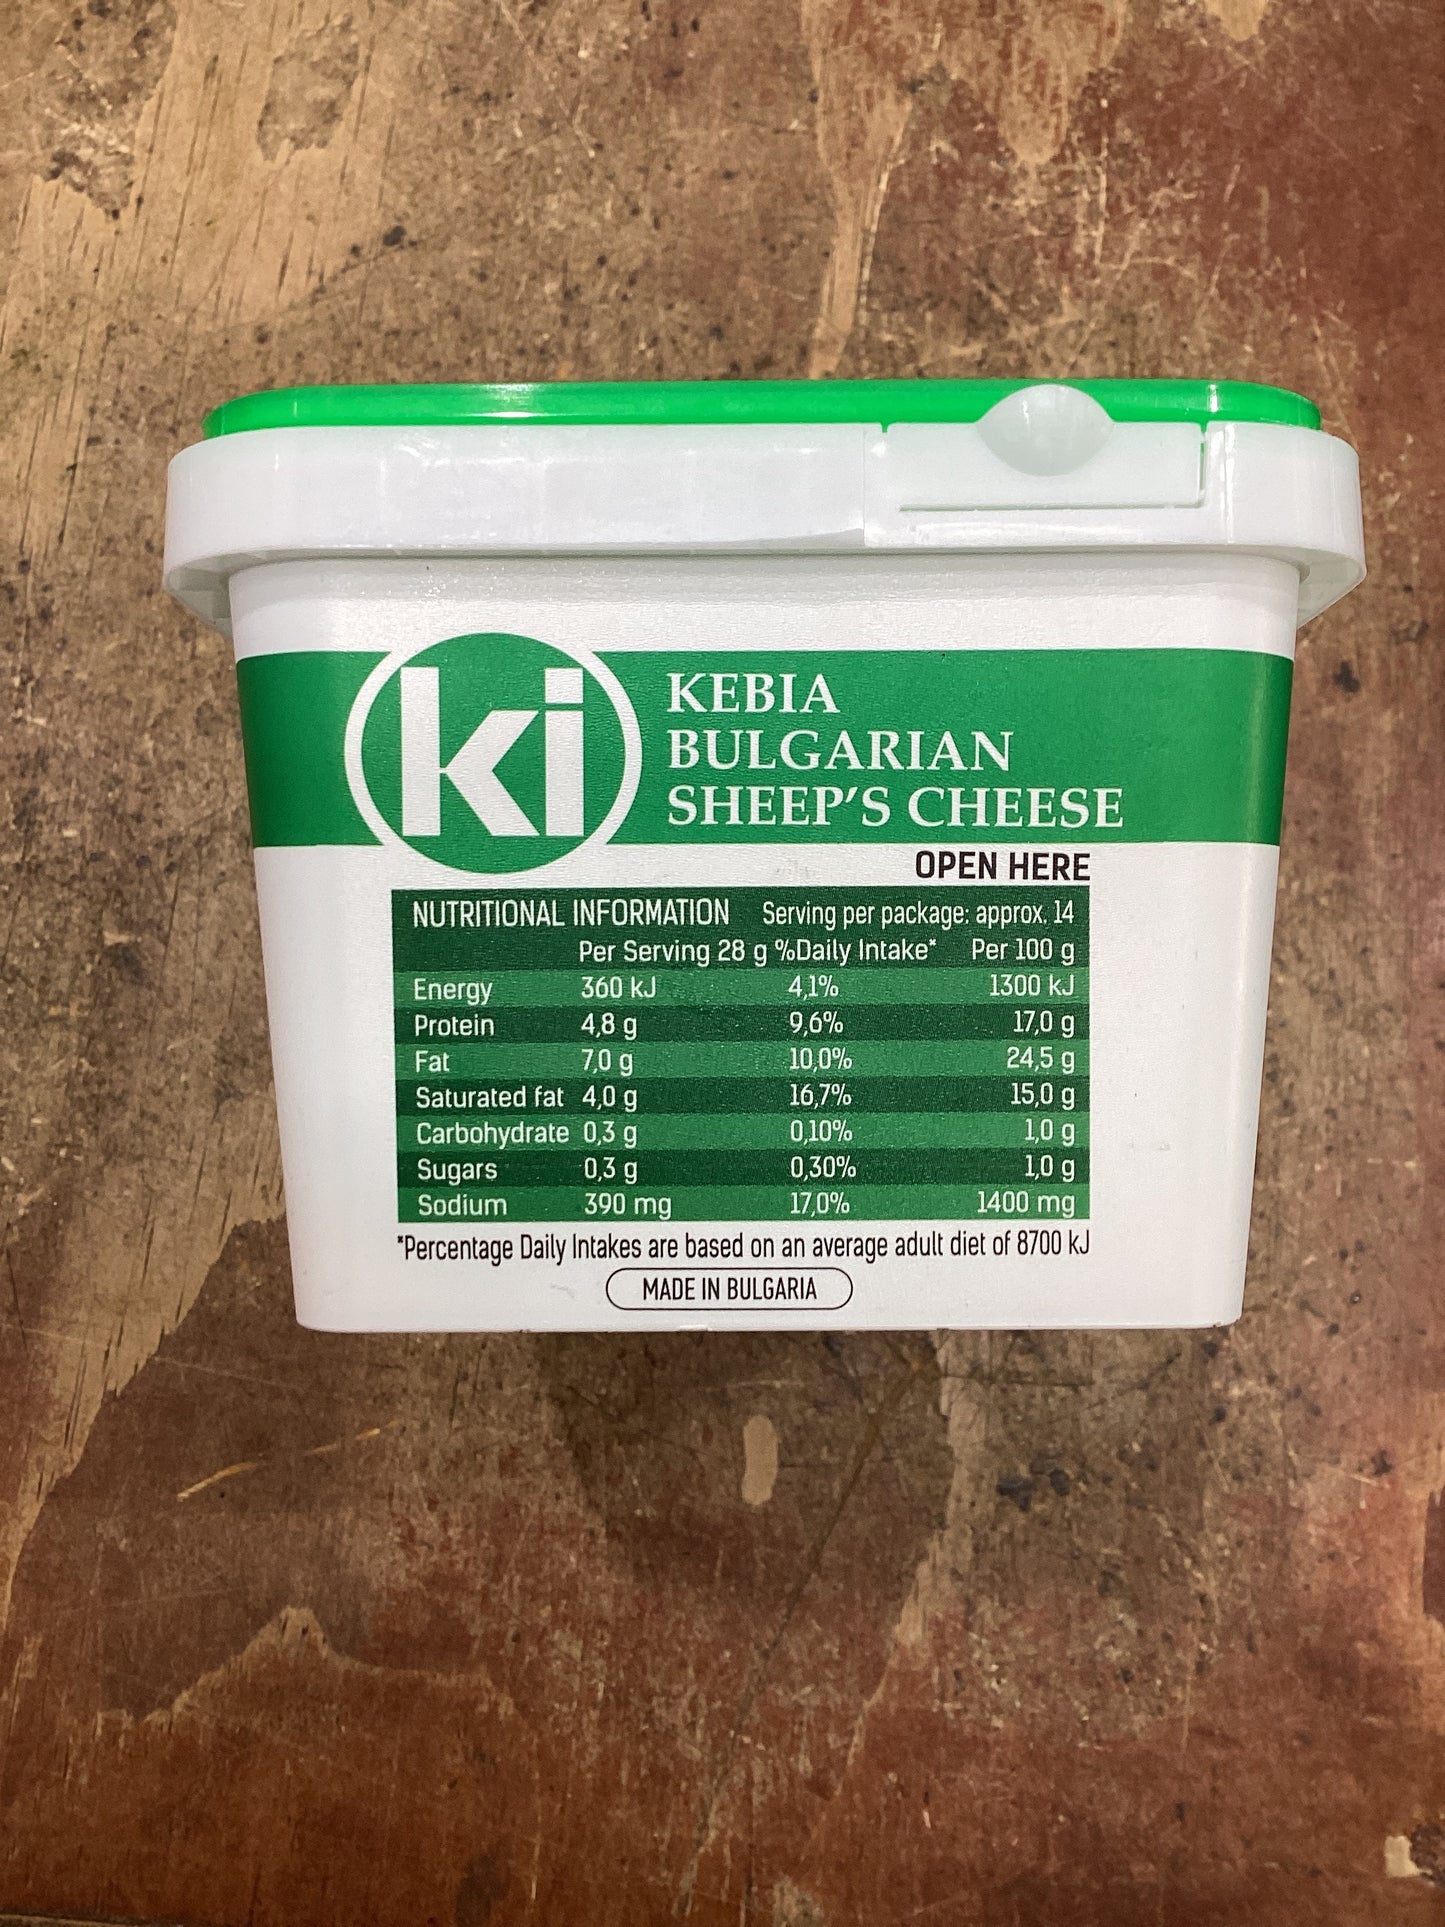 ki
KEBIA
BULGARIAN
SHEEP'S CHEESE
OPEN HERE
NUTRITIONAL INFORMATION Serving per package: approx. 14
Per Serving 28 g %Daily Intake* Per 100 g
Energy 360 kJ 4,1% 1300 kJ
Protein 4,8 g 9,6% 17,0 g
Fat 7,0 g 10,0% 24,5 g
Saturated fat 4,0 g 16,7% 15,0 g
Carbohydrate 0,3 g 0,10% 1,0 g
Sugars 0,3 g 0,30% 1,0 g
Sodium 390 mg 17,0% 1400 mg
*Percentage Daily Intakes are based on an average adult diet of 8700 kJ
MADE IN BULGARIA